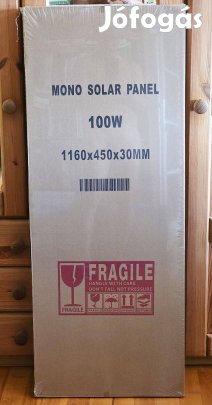 Jófogás
MONO SOLAR PANEL
100W
1160x450x30MM
FRAGILE
HANDLE WITH CARE
DON'T FALL NOT PRESSURE
FRAGILE